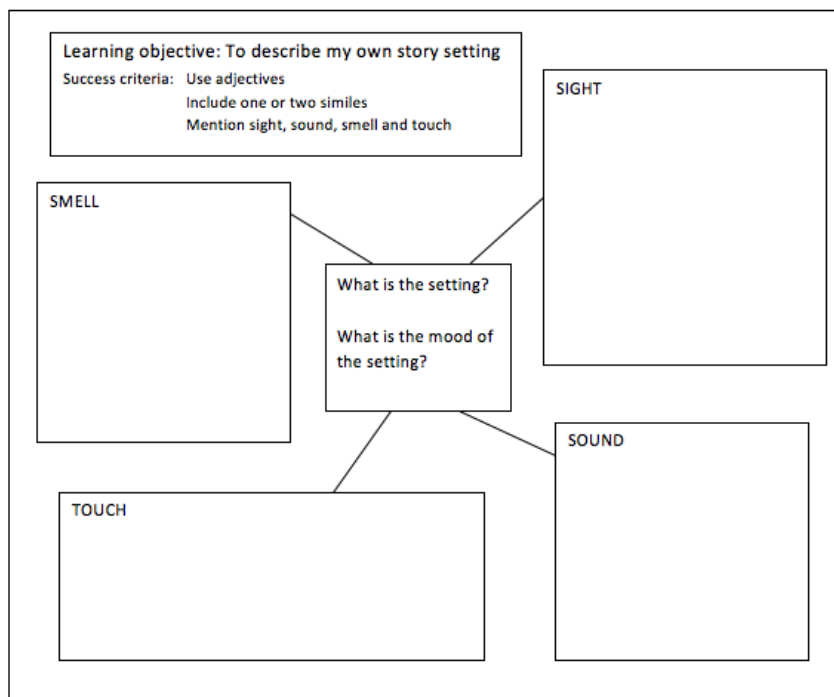 Learning objective: To describe my own story setting
Success criteria: Use adjectives
Include one or two similes
Mention sight, sound, smell and touch
SIGHT
SMELL
What is the setting?
What is the mood of
the setting?
SOUND
TOUCH